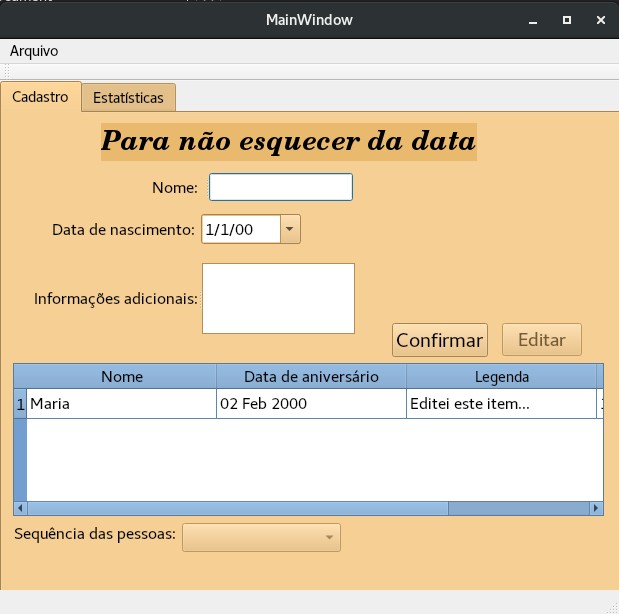 MainWindow
Arquivo
Cadastro Estatísticas
Para não esquecer da data
Nome:
Data de nascimento: 1/1/00
Informações adicionais:
Confirmar Editar
Nome Data de aniversário Legenda
1 Maria 02 Feb 2000 Editei este item...
Sequência das pessoas: